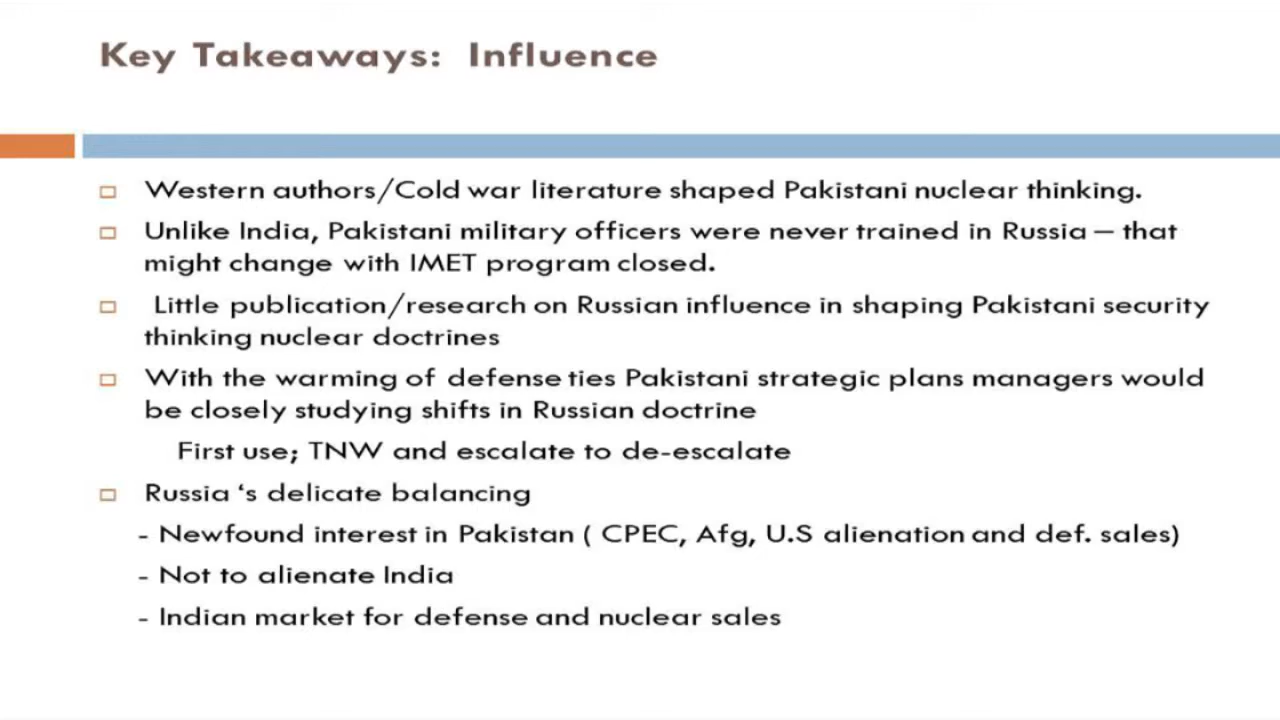 Key Takeaways: Influence
Western authors/Cold war literature shaped Pakistani nuclear thinking.
Unlike India, Pakistani military officers were never trained in Russia – that
might change with IMET program closed.
Little publication/research on Russian influence in shaping Pakistani security
thinking nuclear doctrines
With the warming of defense ties Pakistani strategic plans managers would
be closely studying shifts in Russian doctrine
First use; TNW and escalate to de-escalate
Russia ‘s delicate balancing
- Newfound interest in Pakistan ( CPEC, Afg, U.S alienation and def. sales)
- Not to alienate India
- Indian market for defense and nuclear sales